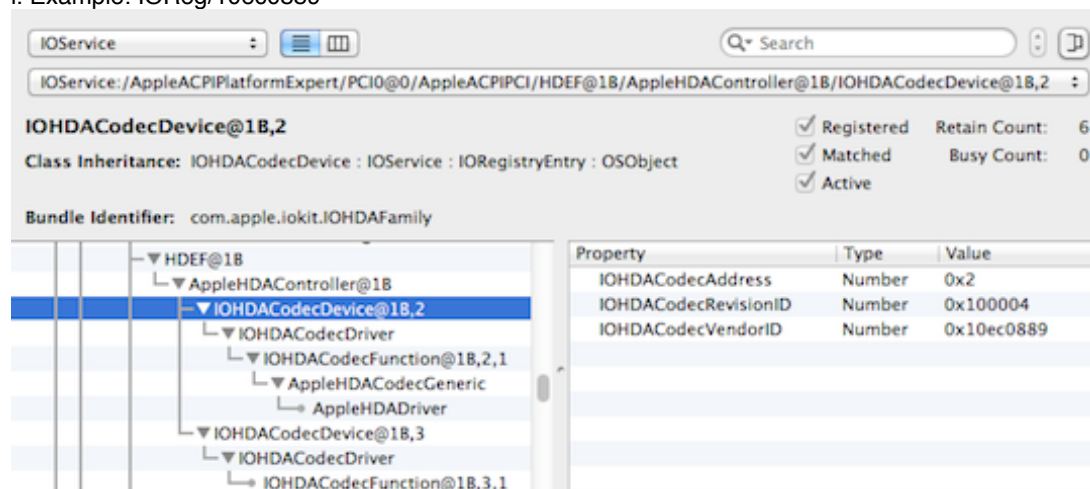 i. Example: IOReg/10ec0889
IOService
Search
IOService:/AppleACPIPlatformExpert/PCI0@0/AppleACPIPCI/HDEF@1B/AppleHDAController@1B/IOHDACodecDevice@1B,2
IOHDACodecDevice@1B,2
Registered Retain Count: 6
Class Inheritance: IOHDACodecDevice : IOService : IORegistryEntry : OSObject
Matched Busy Count: 0
Active
Bundle Identifier: com.apple.iokit.IOHDAFamily
HDEF@1B
AppleHDAController@1B
IOHDACodecDevice@1B,2
IOHDACodecDriver
IOHDACodecFunction@1B,2,1
AppleHDACodecGeneric
AppleHDADriver
IOHDACodecDevice@1B,3
IOHDACodecDriver
IOHDACodecFunction@1B,3,1
Property Type Value
IOHDACodecAddress Number 0x2
IOHDACodecRevisionID Number 0x100004
IOHDACodecVendorID Number 0x10ec0889